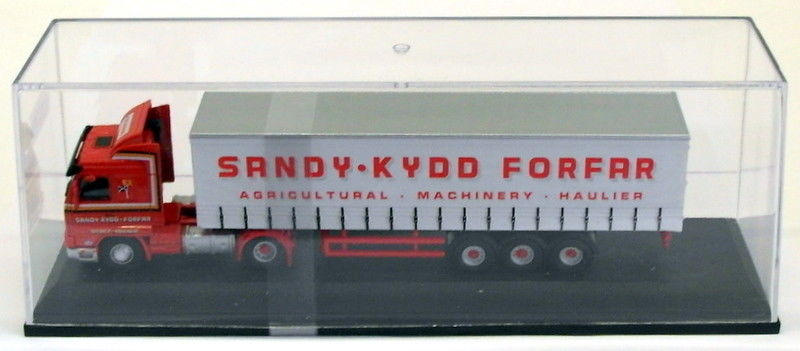 SANDY·KYDD FORFAR
AGRICULTURAL · MACHINERY · HAULIER
SANDY KYDD · FORFAR